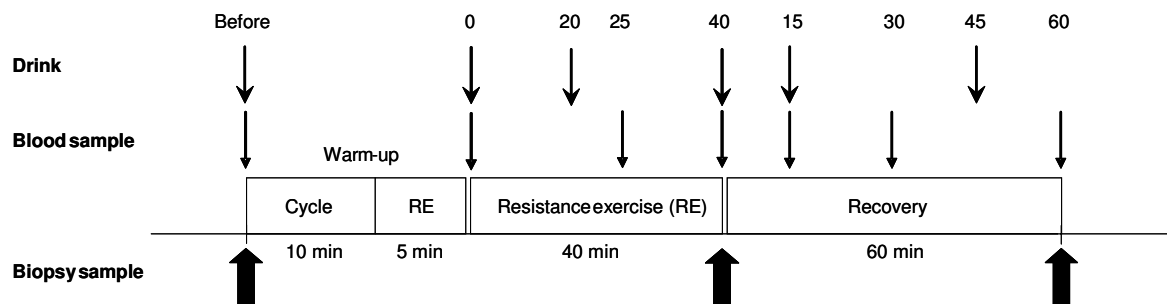 Before 0 20 25 40 15 30 45 60
Drink
Blood sample
Warm-up
Cycle RE Resistance exercise (RE) Recovery
10 min 5 min 40 min 60 min
Biopsy sample